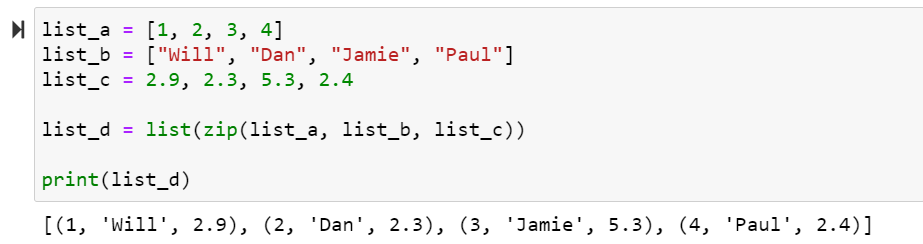 list_a = [1, 2, 3, 4]
list_b = ["Will", "Dan", "Jamie", "Paul"]
list_c = 2.9, 2.3, 5.3, 2.4
list_d = list(zip(list_a, list_b, list_c))
print(list_d)
[(1, 'Will', 2.9), (2, 'Dan', 2.3), (3, 'Jamie', 5.3), (4, 'Paul', 2.4)]